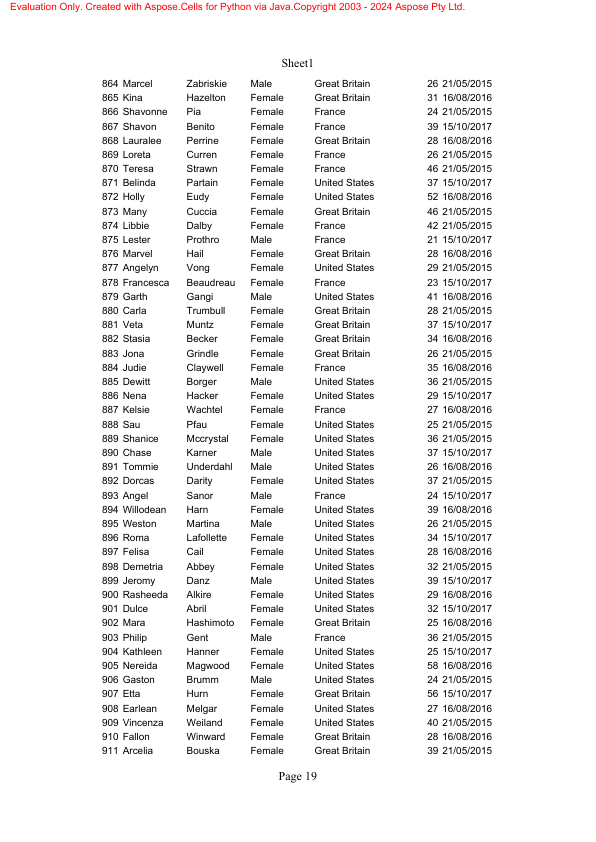 Evaluation Only. Created with Aspose.Cells for Python via Java.Copyright 2003 - 2024 Aspose Pty Ltd.
Sheet1
864 Marcel Zabriskie Male Great Britain 26 21/05/2015
865 Kina Hazelton Female Great Britain 31 16/08/2016
866 Shavonne Pia Female France 24 21/05/2015
867 Shavon Benito Female France 39 15/10/2017
868 Lauralee Perrine Female Great Britain 28 16/08/2016
869 Loreta Curren Female France 26 21/05/2015
870 Teresa Strawn Female France 46 21/05/2015
871 Belinda Partain Female United States 37 15/10/2017
872 Holly Eudy Female United States 52 16/08/2016
873 Many Cuccia Female Great Britain 46 21/05/2015
874 Libbie Dalby Female France 42 21/05/2015
875 Lester Prothro Male France 21 15/10/2017
876 Marvel Hail Female Great Britain 28 16/08/2016
877 Angelyn Vong Female United States 29 21/05/2015
878 Francesca Beaudreau Female France 23 15/10/2017
879 Garth Gangi Male United States 41 16/08/2016
880 Carla Trumbull Female Great Britain 28 21/05/2015
881 Veta Muntz Female Great Britain 37 15/10/2017
882 Stasia Becker Female Great Britain 34 16/08/2016
883 Jona Grindle Female Great Britain 26 21/05/2015
884 Judie Claywell Female France 35 16/08/2016
885 Dewitt Borger Male United States 36 21/05/2015
886 Nena Hacker Female United States 29 15/10/2017
887 Kelsie Wachtel Female France 27 16/08/2016
888 Sau Pfau Female United States 25 21/05/2015
889 Shanice Mccrystal Female United States 36 21/05/2015
890 Chase Karner Male United States 37 15/10/2017
891 Tommie Underdahl Male United States 26 16/08/2016
892 Dorcas Darity Female United States 37 21/05/2015
893 Angel Sanor Male France 24 15/10/2017
894 Willodean Harn Female United States 39 16/08/2016
895 Weston Martina Male United States 26 21/05/2015
896 Roma Lafollette Female United States 34 15/10/2017
897 Felisa Cail Female United States 28 16/08/2016
898 Demetria Abbey Female United States 32 21/05/2015
899 Jeromy Danz Male United States 39 15/10/2017
900 Rasheeda Alkire Female United States 29 16/08/2016
901 Dulce Abril Female United States 32 15/10/2017
902 Mara Hashimoto Female Great Britain 25 16/08/2016
903 Philip Gent Male France 36 21/05/2015
904 Kathleen Hanner Female United States 25 15/10/2017
905 Nereida Magwood Female United States 58 16/08/2016
906 Gaston Brumm Male United States 24 21/05/2015
907 Etta Hurn Female Great Britain 56 15/10/2017
908 Earlean Melgar Female United States 27 16/08/2016
909 Vincenza Weiland Female United States 40 21/05/2015
910 Fallon Winward Female Great Britain 28 16/08/2016
911 Arcelia Bouska Female Great Britain 39 21/05/2015
Page 19